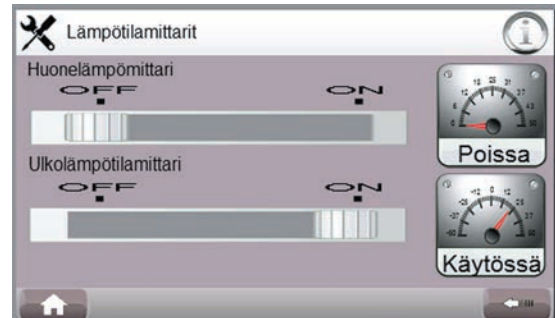 Lämpötilamittarit
Huonelämpömittari
OFF ON
Poissa
Ulkolämpötilamittari
OFF ON
Käytössä